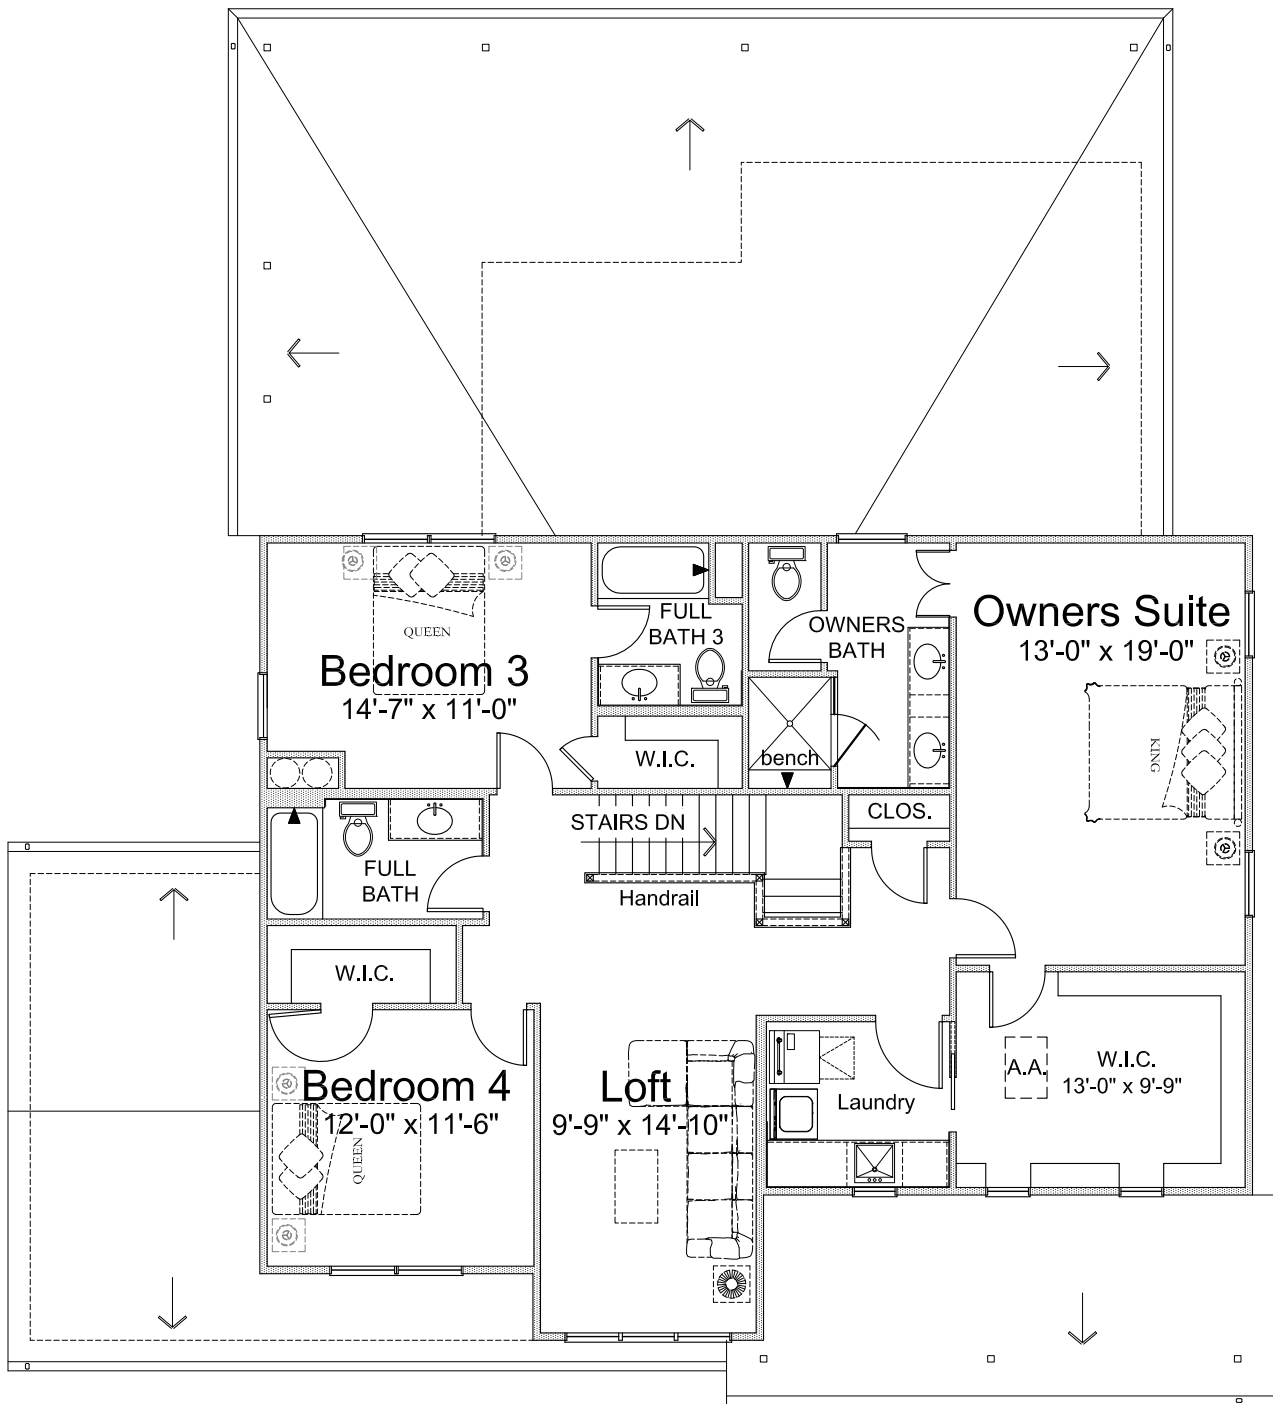 FULL
BATH 3
OWNERS
BATH
Owners Suite
13'-0" x 19'-0"
QUEEN
Bedroom 3
14'-7" x 11'-0"
W.I.C.
bench
KING
STAIRS DN
CLOS.
FULL
BATH
Handrail
W.I.C.
Bedroom 4
12'-0" x 11'-6"
QUEEN
Loft
9'-9" x 14'-10"
Laundry
A.A.
W.I.C.
13'-0" x 9'-9"